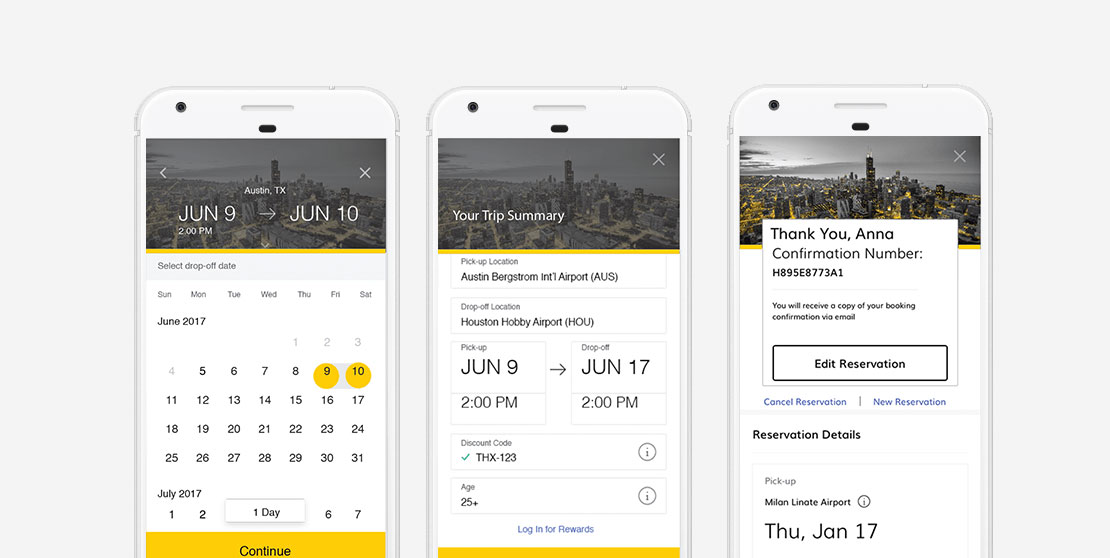 Austin, TX
JUN 9 → JUN 10
2:00 PM
Select drop-off date
Sun Mon Tue Wed Thu Fri Sat
June 2017
1 2 3
4 5 6 7 8 9 10
11 12 13 14 15 16 17
18 19 20 21 22 23 24
25 26 27 28 29 30 31
July 2017
1 2 1 Day 6 7
Continue
Your Trip Summary
Pick-up Location
Austin Bergstrom Int'l Airport (AUS)
Drop-off Location
Houston Hobby Airport (HOU)
Pick-up Drop-off
JUN 9 → JUN 17
2:00 PM 2:00 PM
Discount Code
THX-123
Age
25+
Log In for Rewards
Thank You, Anna
Confirmation Number:
H895E8773A1
You will receive a copy of your booking
confirmation via email
Edit Reservation
Cancel Reservation | New Reservation
Reservation Details
Pick-up
Milan Linate Airport
Thu, Jan 17